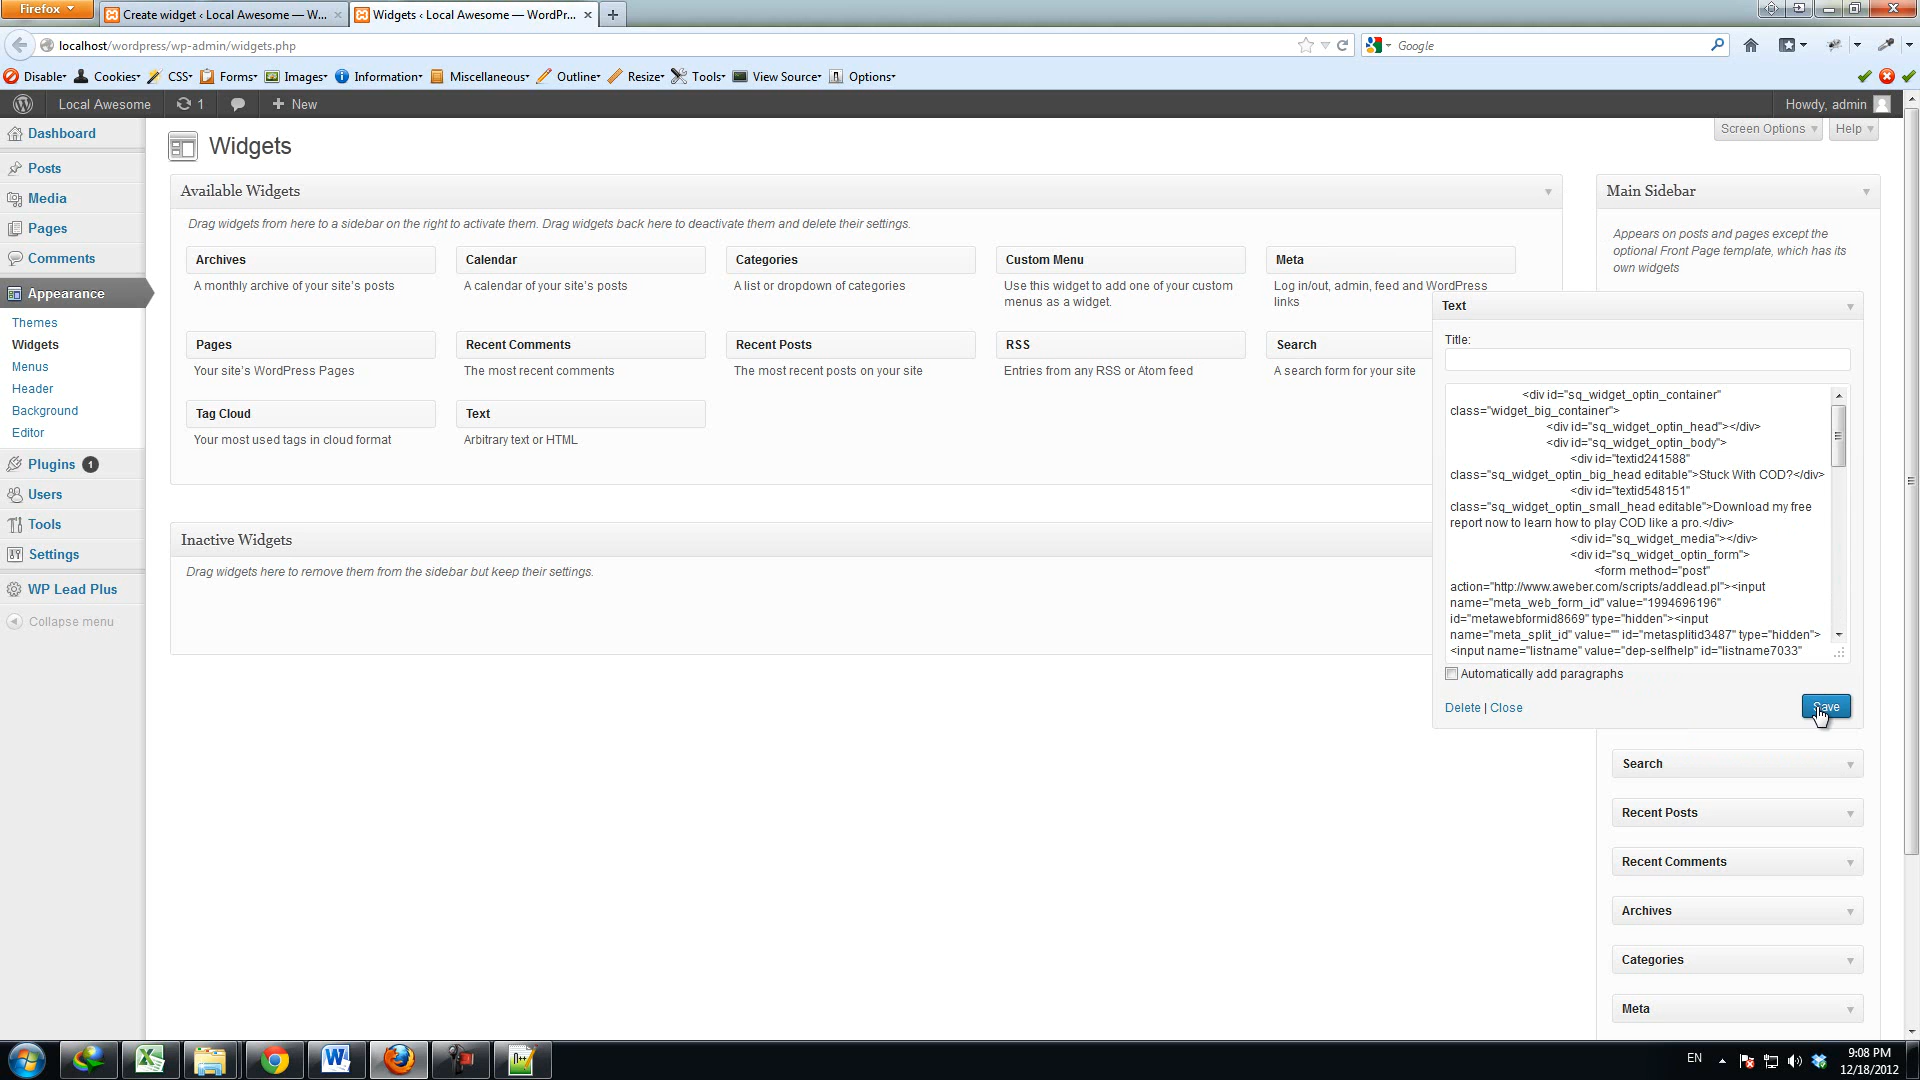 Firefox
Create widget ‹ Local Awesome — W...
Widgets ‹ Local Awesome — WordPr...
localhost/wordpress/wp-admin/widgets.php
Google
Disable
Cookies
CSS
Forms
Images
Information
Miscellaneous
Outline
Resize
Tools
View Source
Options
Local Awesome
1
New
Howdy, admin
Dashboard
Posts
Media
Pages
Comments
Appearance
Themes
Widgets
Menus
Header
Background
Editor
Plugins 1
Users
Tools
Settings
WP Lead Plus
Collapse menu
Screen Options
Help
Widgets
Available Widgets
Drag widgets from here to a sidebar on the right to activate them. Drag widgets back here to deactivate them and delete their settings.
Archives
A monthly archive of your site's posts
Calendar
A calendar of your site's posts
Categories
A list or dropdown of categories
Custom Menu
Use this widget to add one of your custom
menus as a widget.
Meta
Log in/out, admin, feed and WordPress
links
Pages
Your site's WordPress Pages
Recent Comments
The most recent comments
Recent Posts
The most recent posts on your site
RSS
Entries from any RSS or Atom feed
Search
A search form for your site
Tag Cloud
Your most used tags in cloud format
Text
Arbitrary text or HTML
Inactive Widgets
Drag widgets here to remove them from the sidebar but keep their settings.
Main Sidebar
Appears on posts and pages except the
optional Front Page template, which has its
own widgets
Text
Title:
<div id="sq_widget_optin_container"
class="widget_big_container">
<div id="sq_widget_optin_head"></div>
<div id="sq_widget_optin_body">
<div id="textid241588"
class="sq_widget_optin_big_head editable">Stuck With COD?</div>
<div id="textid548151"
class="sq_widget_optin_small_head editable">Download my free
report now to learn how to play COD like a pro.</div>
<div id="sq_widget_media"></div>
<div id="sq_widget_optin_form">
<form method="post"
action="http://www.aweber.com/scripts/addlead.pl"><input
name="meta_web_form_id" value="1994696196"
id="metawebformid8669" type="hidden"><input
name="meta_split_id" value="" id="metasplitid3487" type="hidden">
<input name="listname" value="dep-selfhelp" id="listname7033"
Automatically add paragraphs
Delete | Close
Save
Search
Recent Posts
Recent Comments
Archives
Categories
Meta
EN
9:08 PM
12/18/2012